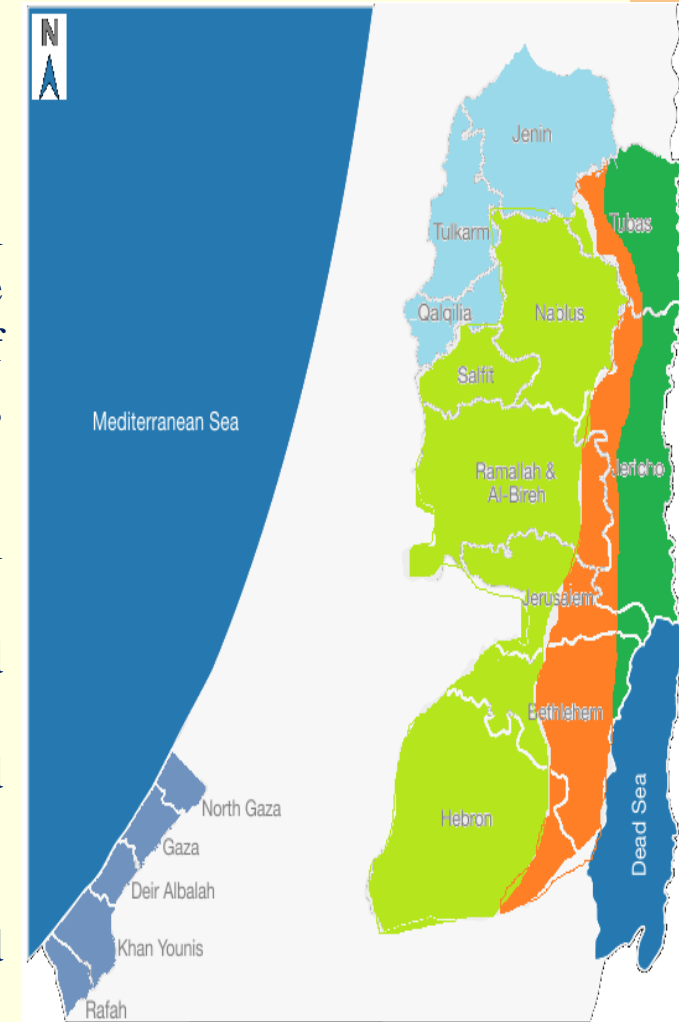 N
Jenin
Tulkarm
Tubas
Qalqilia
Nablus
Salfit
Mediterranean Sea
Ramallah &
Al-Bireh
Jericho
Jerusalem
Bethlehem
Hebron
Dead Sea
North Gaza
Gaza
Deir Albalah
Khan Younis
Rafah